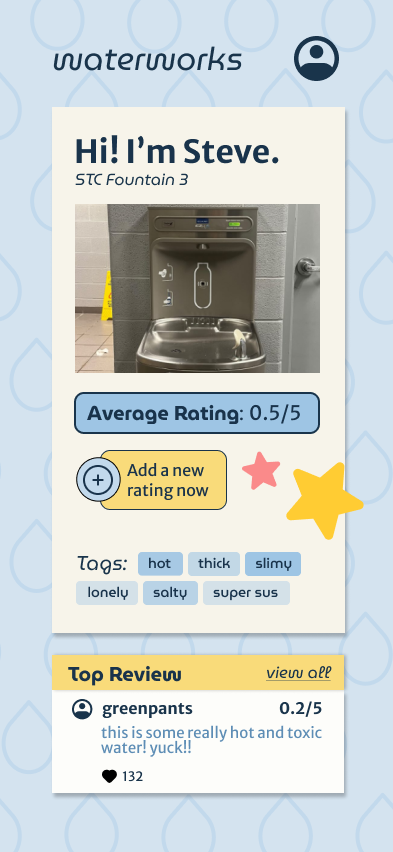 waterworks
Hi! I’m Steve.
STC Fountain 3
Average Rating: 0.5/5
Add a new
rating now
Tags: hot thick slimy
lonely salty super sus
Top Review view all
greenpants 0.2/5
this is some really hot and toxic
water! yuck!!
132